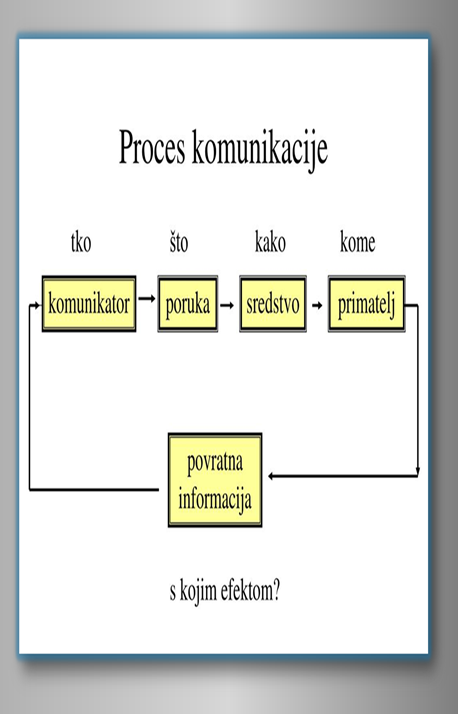 Proces komunikacije
tko što kako kome
komunikator poruka sredstvo primatelj
povratna
informacija
s kojim efektom?